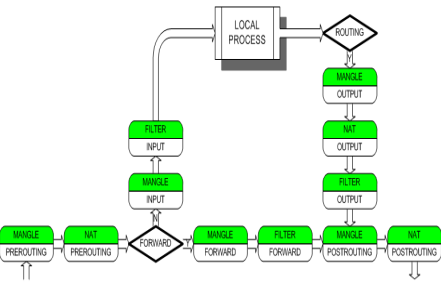 LOCAL
PROCESS
ROUTING
Y
MANGLE
OUTPUT
FILTER
INPUT
NAT
OUTPUT
MANGLE
INPUT
FILTER
OUTPUT
N
MANGLE
PREROUTING
NAT
PREROUTING
FORWARD
Y
MANGLE
FORWARD
FILTER
FORWARD
MANGLE
POSTROUTING
NAT
POSTROUTING